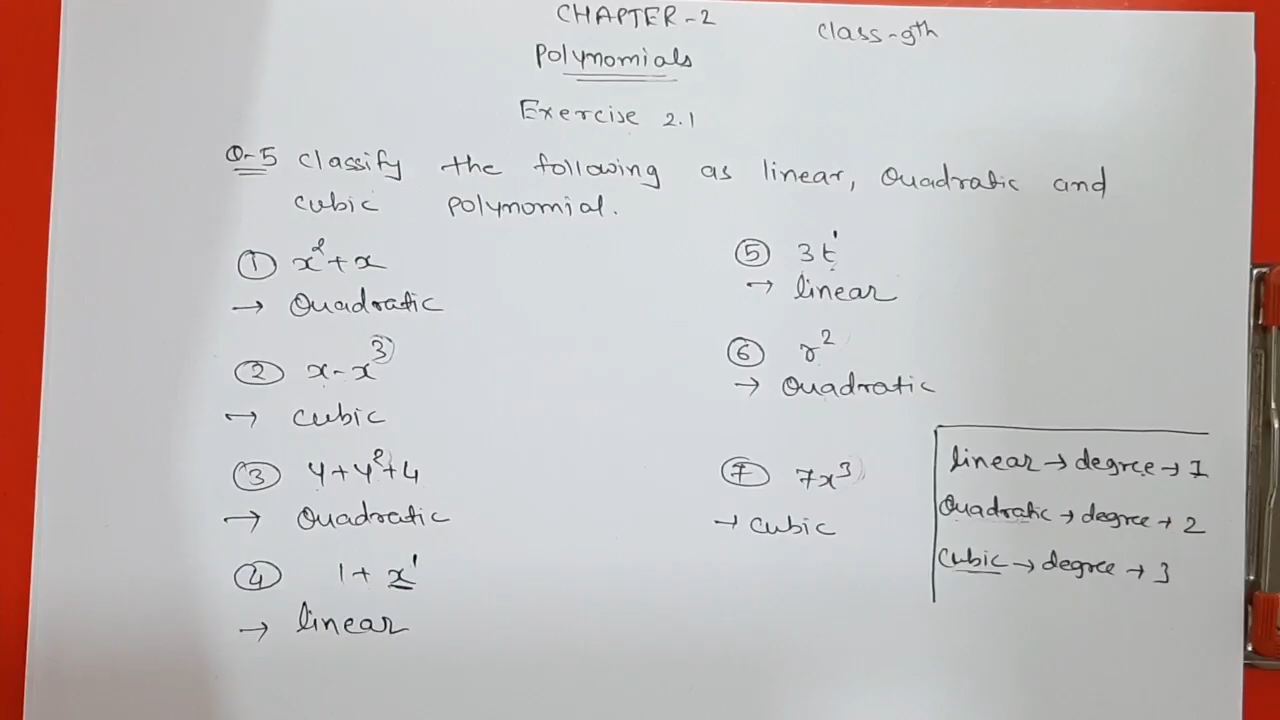 CHAPTER-2
Class-9th
Polynomials
Exercise 2.1
Q-5 Classify the following as linear, Quadratic and
cubic polynomial.
① x²+x
→ Quadratic
② x-x³
→ cubic
③ y+y²+4
→ Quadratic
④ 1+x¹
→ linear
⑤ 3t¹
→ linear
⑥ r²
→ Quadratic
⑦ 7x³
→ cubic
linear → degree → 1
Quadratic → degree → 2
Cubic → degree → 3